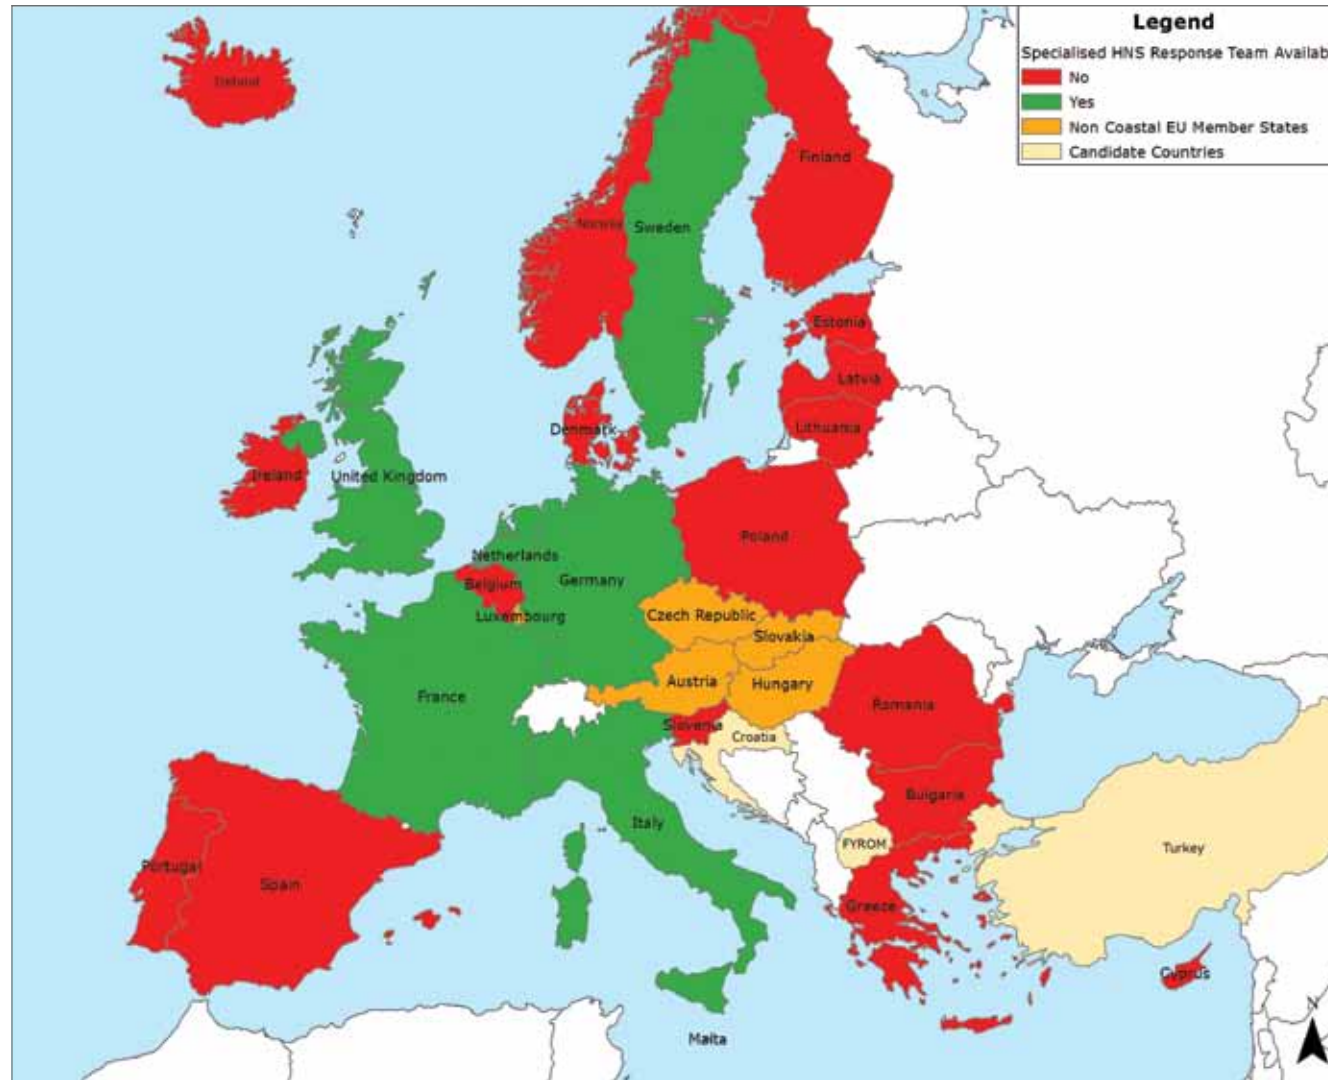 Legend
Specialised HNS Response Team Availab
No
Yes
Non Coastal EU Member States
Candidate Countries
Iceland
Finland
Norway
Sweden
Estonia
Latvia
Lithuania
Denmark
Ireland
United Kingdom
Poland
Netherlands
Belgium
Germany
Luxembourg
Czech Republic
Slovakia
Austria
Hungary
France
Romania
Slovenia
Croatia
Bulgaria
Italy
FYROM
Turkey
Portugal
Spain
Greece
Cyprus
Malta
N